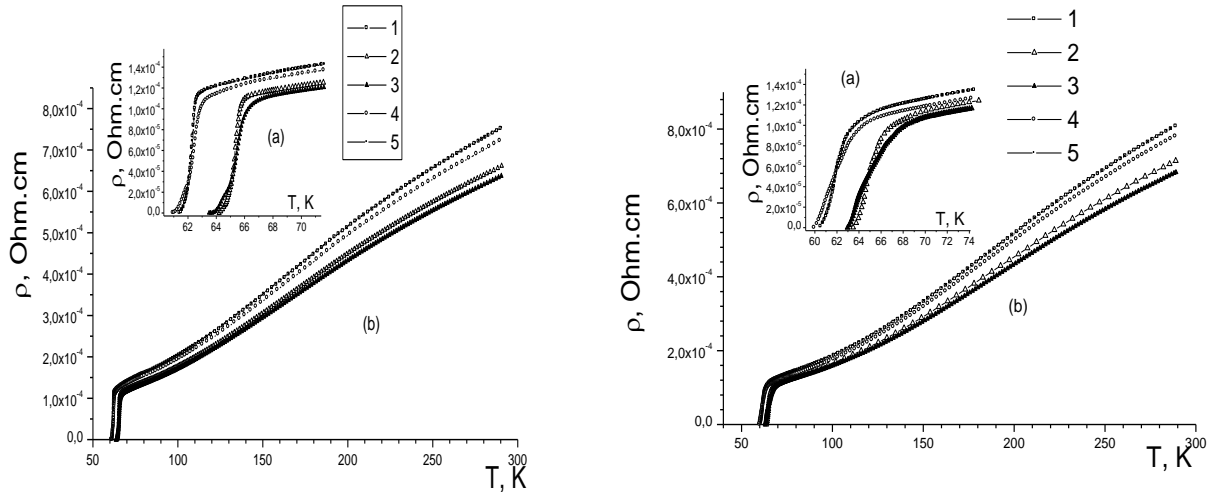 1
2
3
4
5
(a)
ρ, Ohm.cm
1,4x10⁻⁴
1,2x10⁻⁴
1,0x10⁻⁴
8,0x10⁻⁵
6,0x10⁻⁵
4,0x10⁻⁵
2,0x10⁻⁵
0,0
62 64 66 68 70
T, K
ρ, Ohm.cm
8,0x10⁻⁴
7,0x10⁻⁴
6,0x10⁻⁴
5,0x10⁻⁴
4,0x10⁻⁴
3,0x10⁻⁴
2,0x10⁻⁴
1,0x10⁻⁴
0,0
(b)
50 100 150 200 250 300
T, K
1
2
3
4
5
(a)
ρ, Ohm.cm
1,4x10⁻⁴
1,2x10⁻⁴
1,0x10⁻⁴
8,0x10⁻⁵
6,0x10⁻⁵
4,0x10⁻⁵
2,0x10⁻⁵
0,0
60 62 64 66 68 70 72 74
T, K
ρ, Ohm.cm
8,0x10⁻⁴
6,0x10⁻⁴
4,0x10⁻⁴
2,0x10⁻⁴
0,0
(b)
50 100 150 200 250 300
T, K